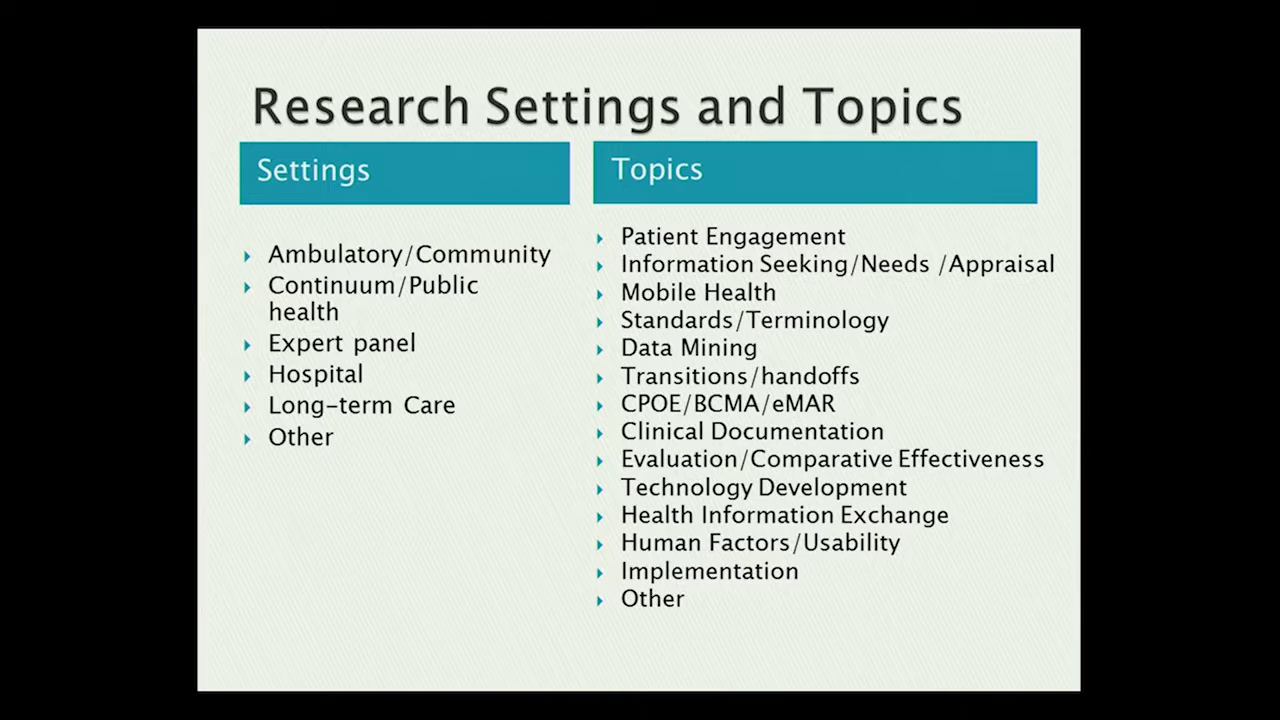 Research Settings and Topics
Settings
Ambulatory/Community
Continuum/Public
health
Expert panel
Hospital
Long-term Care
Other
Topics
Patient Engagement
Information Seeking/Needs /Appraisal
Mobile Health
Standards/Terminology
Data Mining
Transitions/handoffs
CPOE/BCMA/eMAR
Clinical Documentation
Evaluation/Comparative Effectiveness
Technology Development
Health Information Exchange
Human Factors/Usability
Implementation
Other